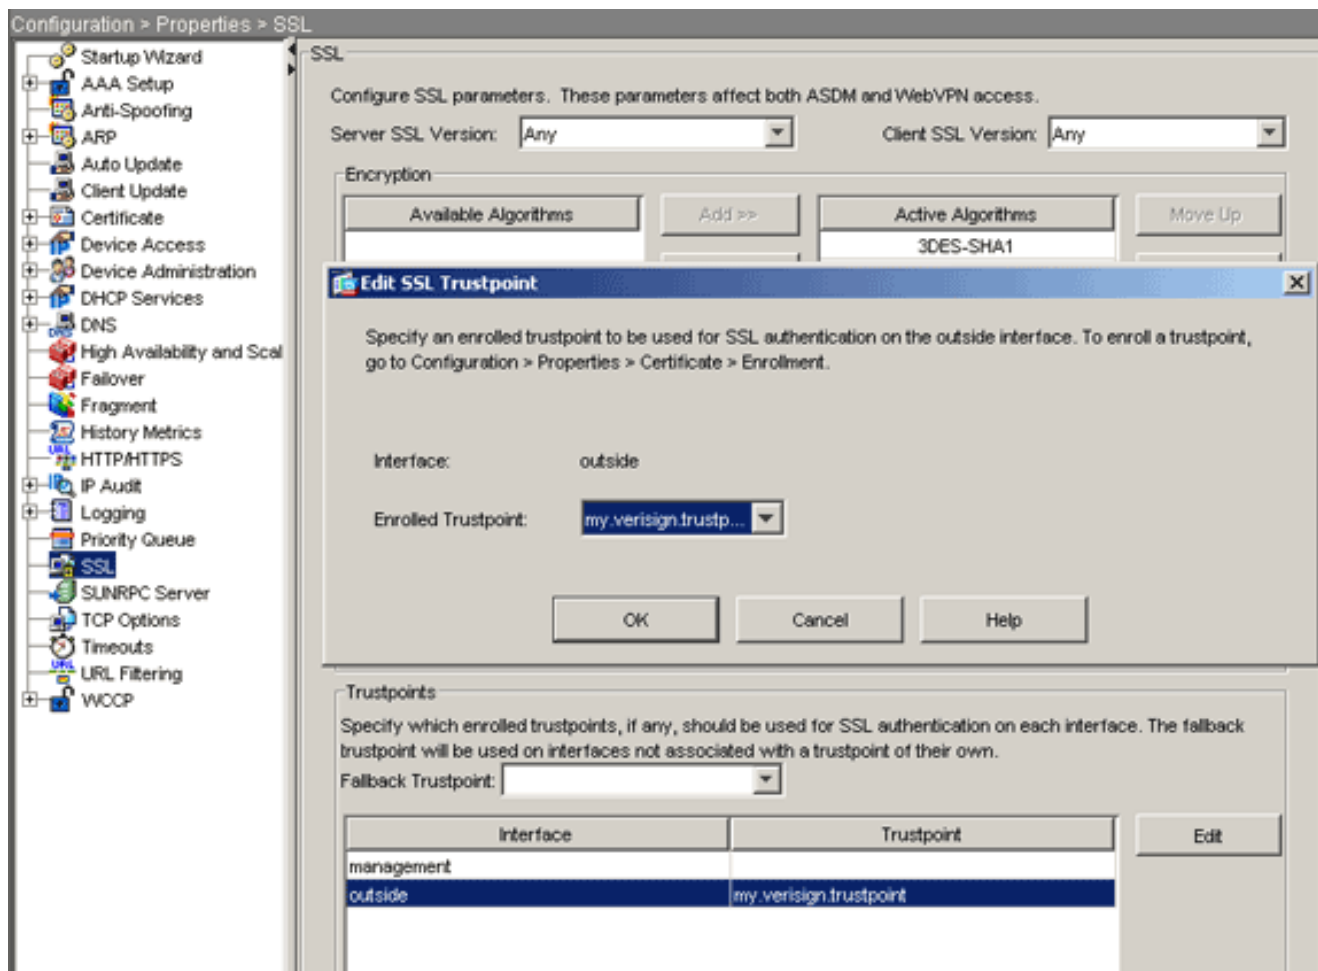 Configuration > Properties > SSL
Startup Wizard
AAA Setup
Anti-Spoofing
ARP
Auto Update
Client Update
Certificate
Device Access
Device Administration
DHCP Services
DNS
High Availability and Scal
Failover
Fragment
History Metrics
HTTP/HTTPS
IP Audit
Logging
Priority Queue
SSL
SUNRPC Server
TCP Options
Timeouts
URL Filtering
WCCP
SSL
Configure SSL parameters. These parameters affect both ASDM and WebVPN access.
Server SSL Version: Any Client SSL Version: Any
Encryption
Available Algorithms Add >> Active Algorithms Move Up
3DES-SHA1
Edit SSL Trustpoint
Specify an enrolled trustpoint to be used for SSL authentication on the outside interface. To enroll a trustpoint,
go to Configuration > Properties > Certificate > Enrollment.
Interface: outside
Enrolled Trustpoint: my.verisign.trustp...
OK Cancel Help
Trustpoints
Specify which enrolled trustpoints, if any, should be used for SSL authentication on each interface. The fallback
trustpoint will be used on interfaces not associated with a trustpoint of their own.
Fallback Trustpoint:
Interface Trustpoint Edit
management
outside my.verisign.trustpoint